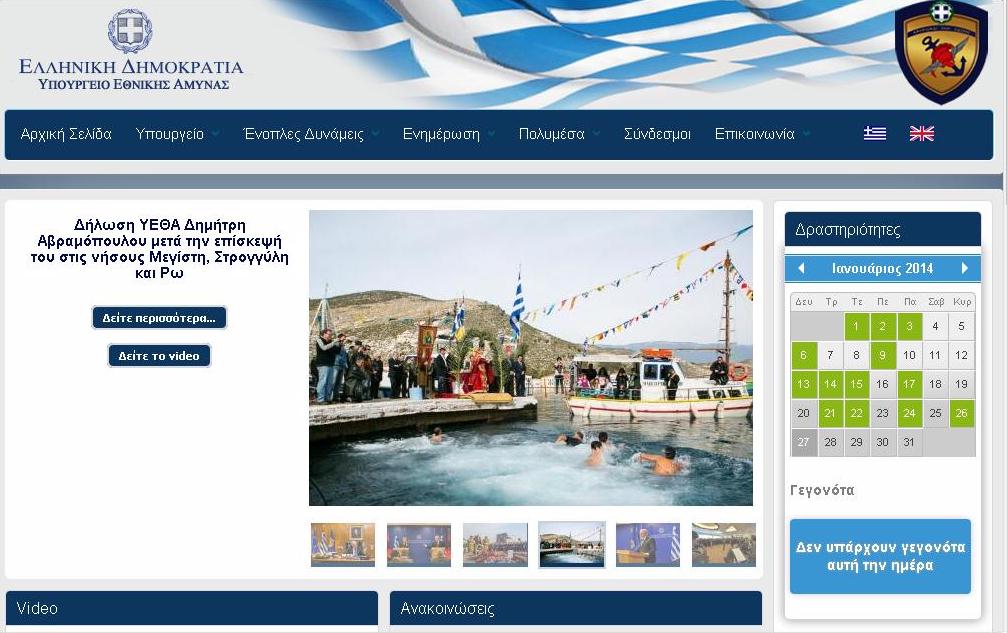 ΕΛΛΗΝΙΚΗ ΔΗΜΟΚΡΑΤΙΑ
ΥΠΟΥΡΓΕΙΟ ΕΘΝΙΚΗΣ ΑΜΥΝΑΣ
Αρχική Σελίδα Υπουργείο Ένοπλες Δυνάμεις Ενημέρωση Πολυμέσα Σύνδεσμοι Επικοινωνία
Δήλωση ΥΕΘΑ Δημήτρη
Αβραμόπουλου μετά την επίσκεψή
του στις νήσους Μεγίστη, Στρογγύλη
και Ρω
Δείτε περισσότερα...
Δείτε το video
Δραστηριότητες
Ιανουάριος 2014
Δευ Τρ Τε Πε Πα Σαβ Κυρ
1 2 3 4 5
6 7 8 9 10 11 12
13 14 15 16 17 18 19
20 21 22 23 24 25 26
27 28 29 30 31
Γεγονότα
Δεν υπάρχουν γεγονότα
αυτή την ημέρα
Video
Ανακοινώσεις